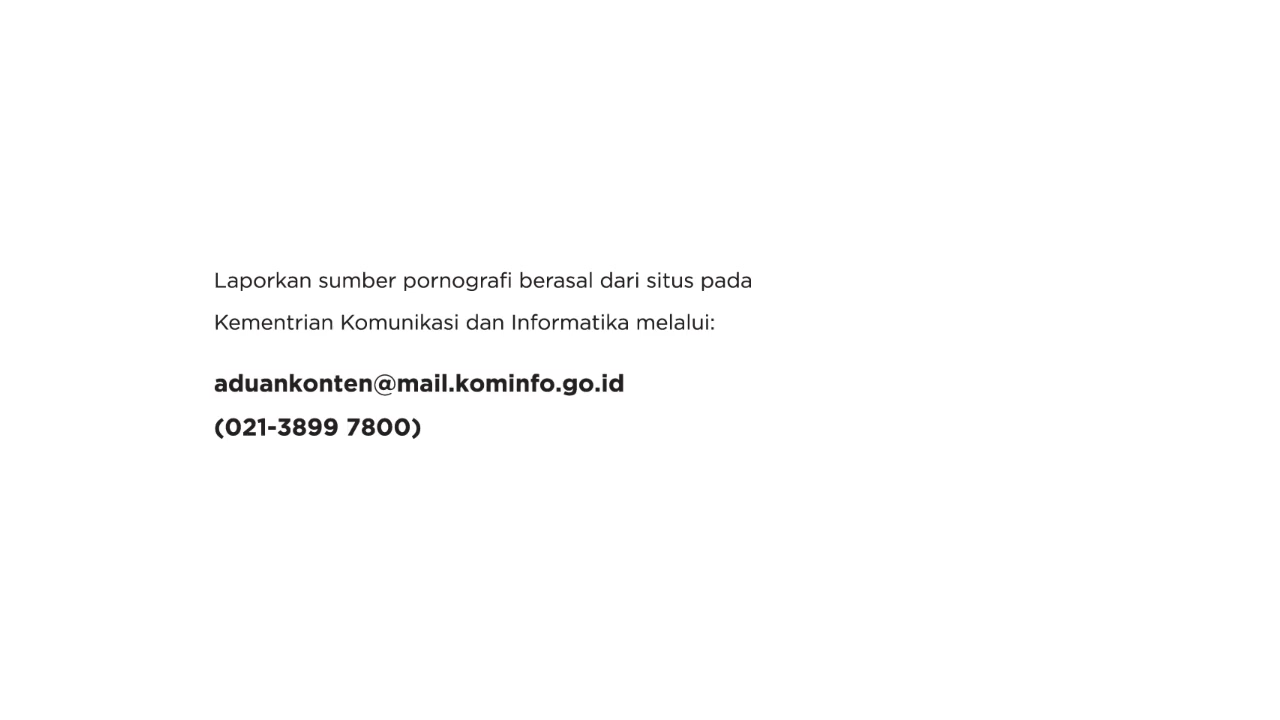 Laporkan sumber pornografi berasal dari situs pada
Kementrian Komunikasi dan Informatika melalui:
aduankonten@mail.kominfo.go.id
(021-3899 7800)